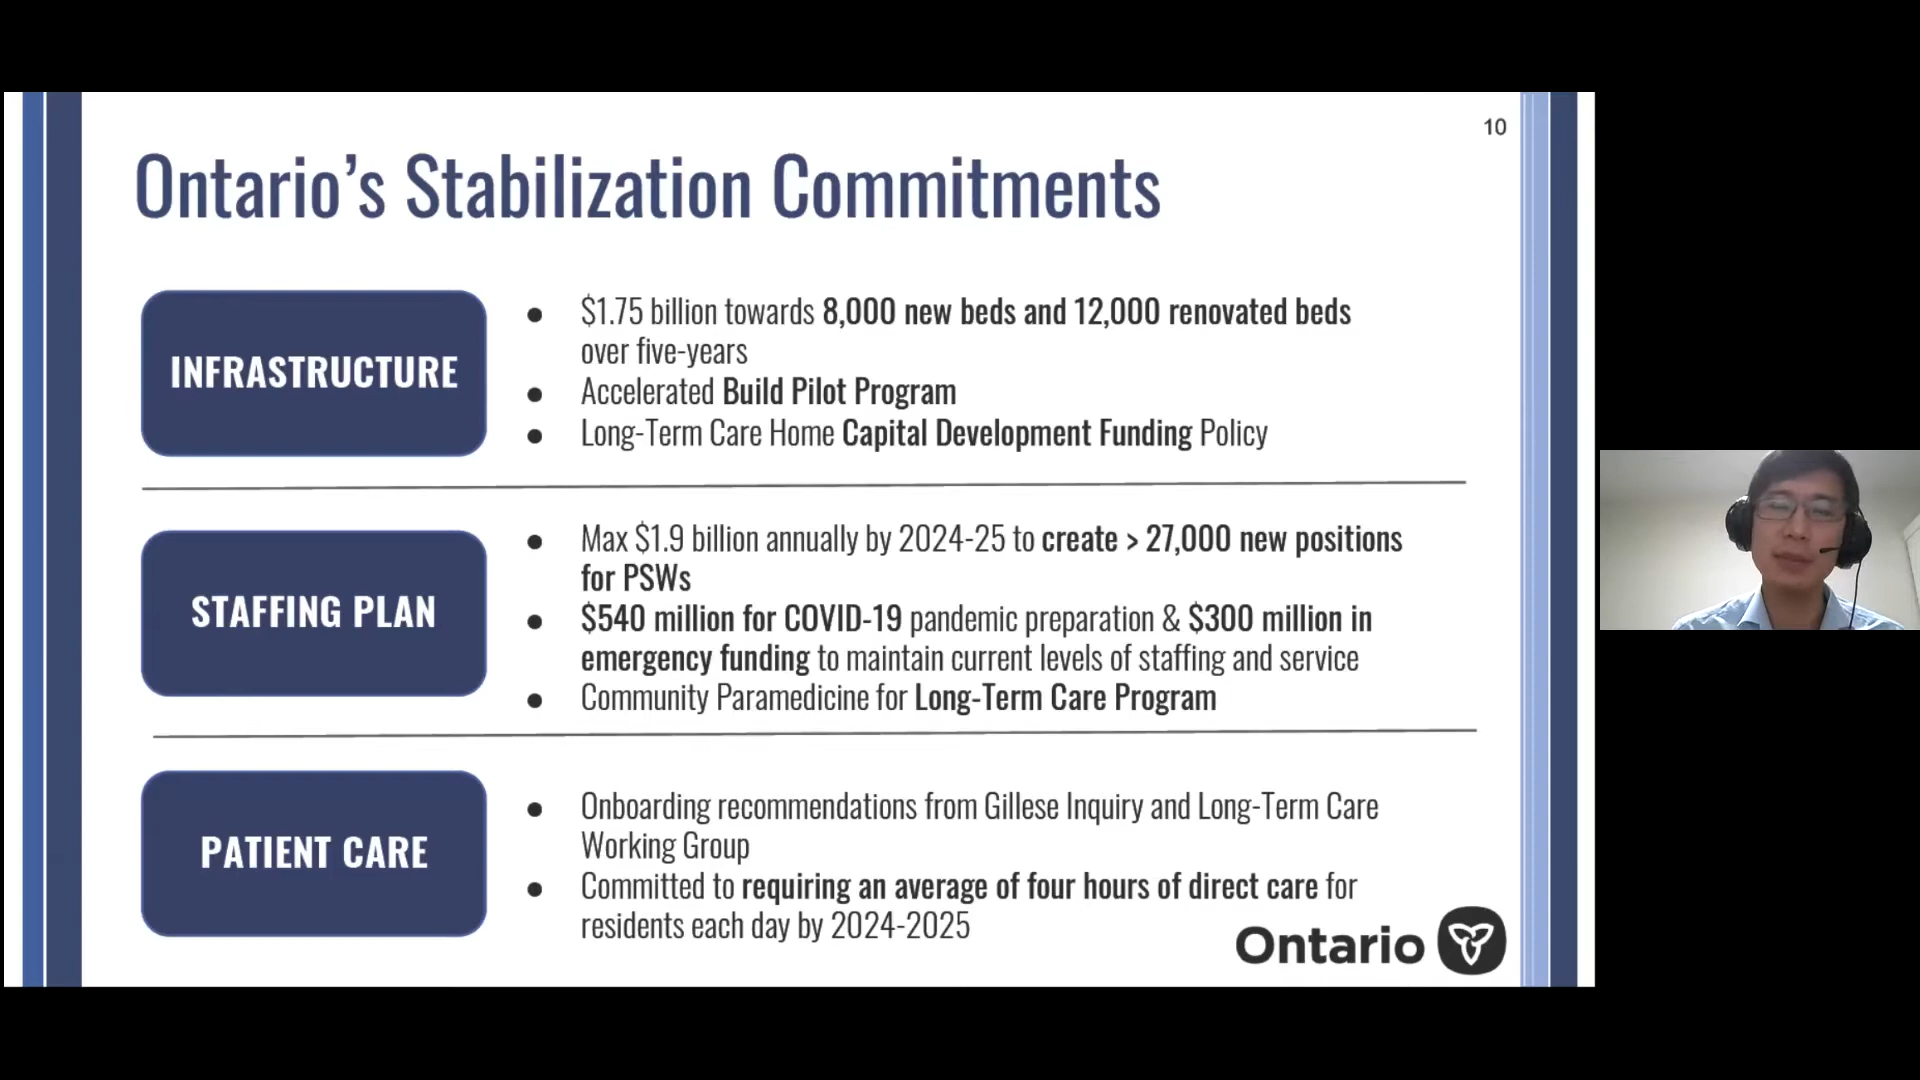 10
Ontario’s Stabilization Commitments
INFRASTRUCTURE
● $1.75 billion towards 8,000 new beds and 12,000 renovated beds
over five-years
● Accelerated Build Pilot Program
● Long-Term Care Home Capital Development Funding Policy
STAFFING PLAN
● Max $1.9 billion annually by 2024-25 to create > 27,000 new positions
for PSWs
● $540 million for COVID-19 pandemic preparation & $300 million in
emergency funding to maintain current levels of staffing and service
● Community Paramedicine for Long-Term Care Program
PATIENT CARE
● Onboarding recommendations from Gillese Inquiry and Long-Term Care
Working Group
● Committed to requiring an average of four hours of direct care for
residents each day by 2024-2025
Ontario